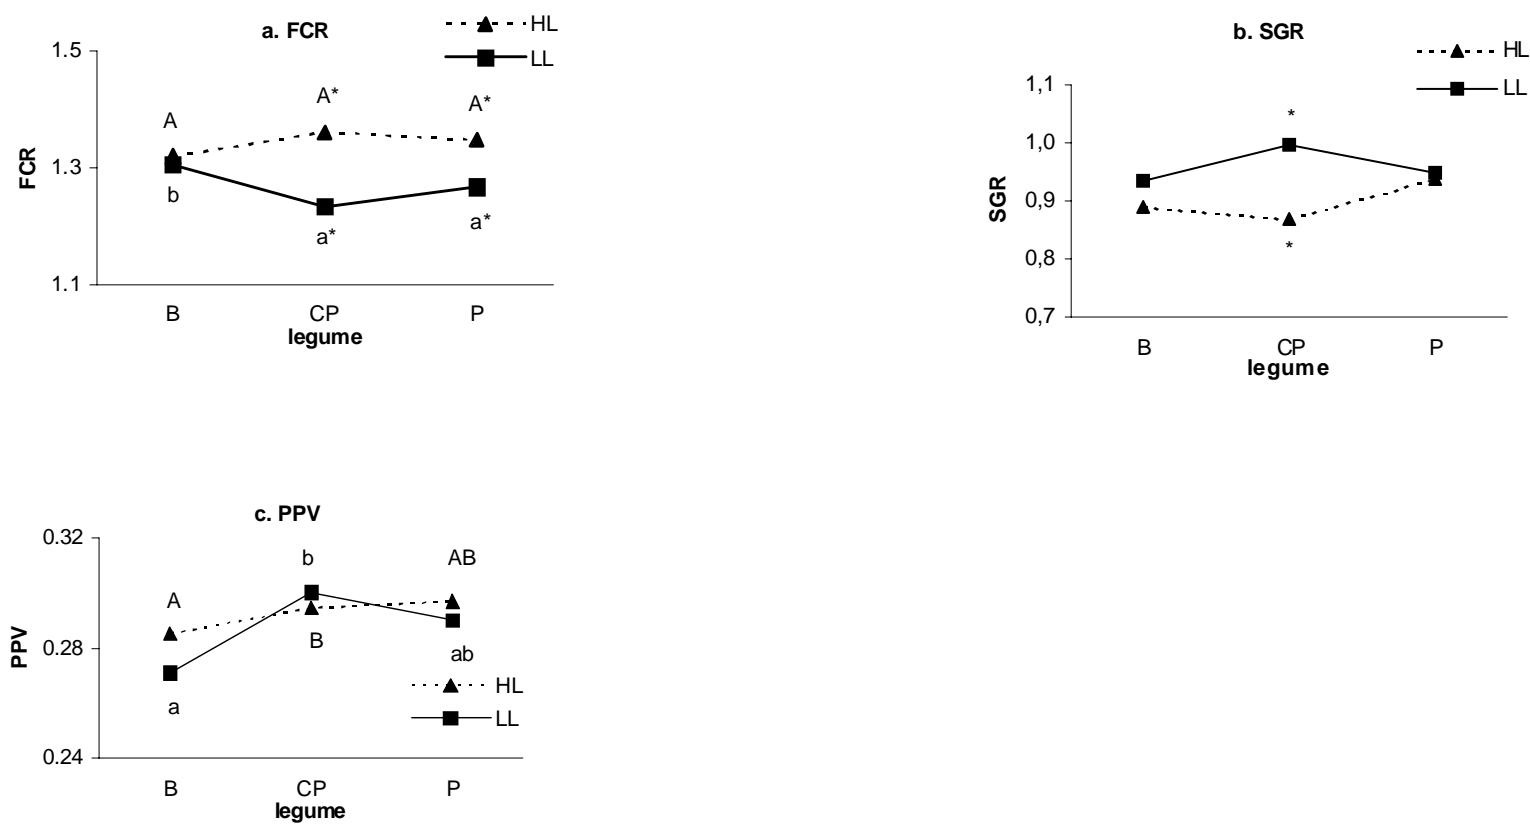 a. FCR
HL
LL
1.5
1.3
1.1
FCR
A
A*
A*
b
a*
a*
B CP P
legume
b. SGR
HL
LL
1,1
1,0
0,9
0,8
0,7
SGR
*
*
B CP P
legume
c. PPV
0.32
0.28
0.24
PPV
A
b
AB
a
B
ab
HL
LL
B CP P
legume